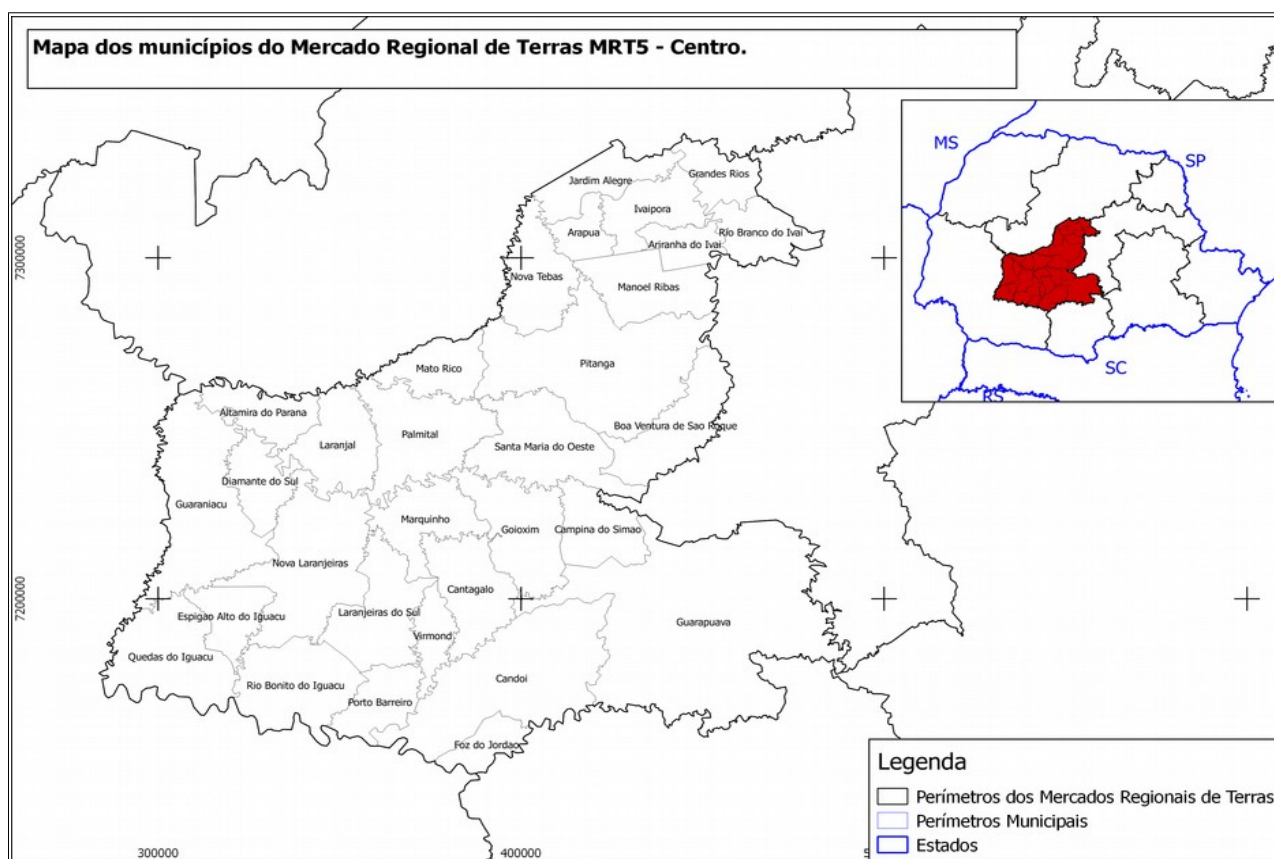 Mapa dos municípios do Mercado Regional de Terras MRT5 - Centro.
MS
SP
SC
RS
Jardim Alegre
Grandes Rios
Ivaipora
Arapua
Rio Branco do Ivai
Ariranha do Ivai
Nova Tebas
Manoel Ribas
Mato Rico
Pitanga
Altamira do Parana
Laranjal
Palmital
Boa Ventura de Sao Roque
Santa Maria do Oeste
Diamante do Sul
Guaraniacu
Marquinho
Goioxim
Campina do Simao
Nova Laranjeiras
Cantagalo
Espigao Alto do Iguacu
Laranjeiras do Sul
Virmond
Guarapuava
Quedas do Iguacu
Rio Bonito do Iguacu
Candoi
Porto Barreiro
Foz do Jordao
7300000
7200000
300000
400000
Legenda
Perímetros dos Mercados Regionais de Terras
Perímetros Municipais
Estados